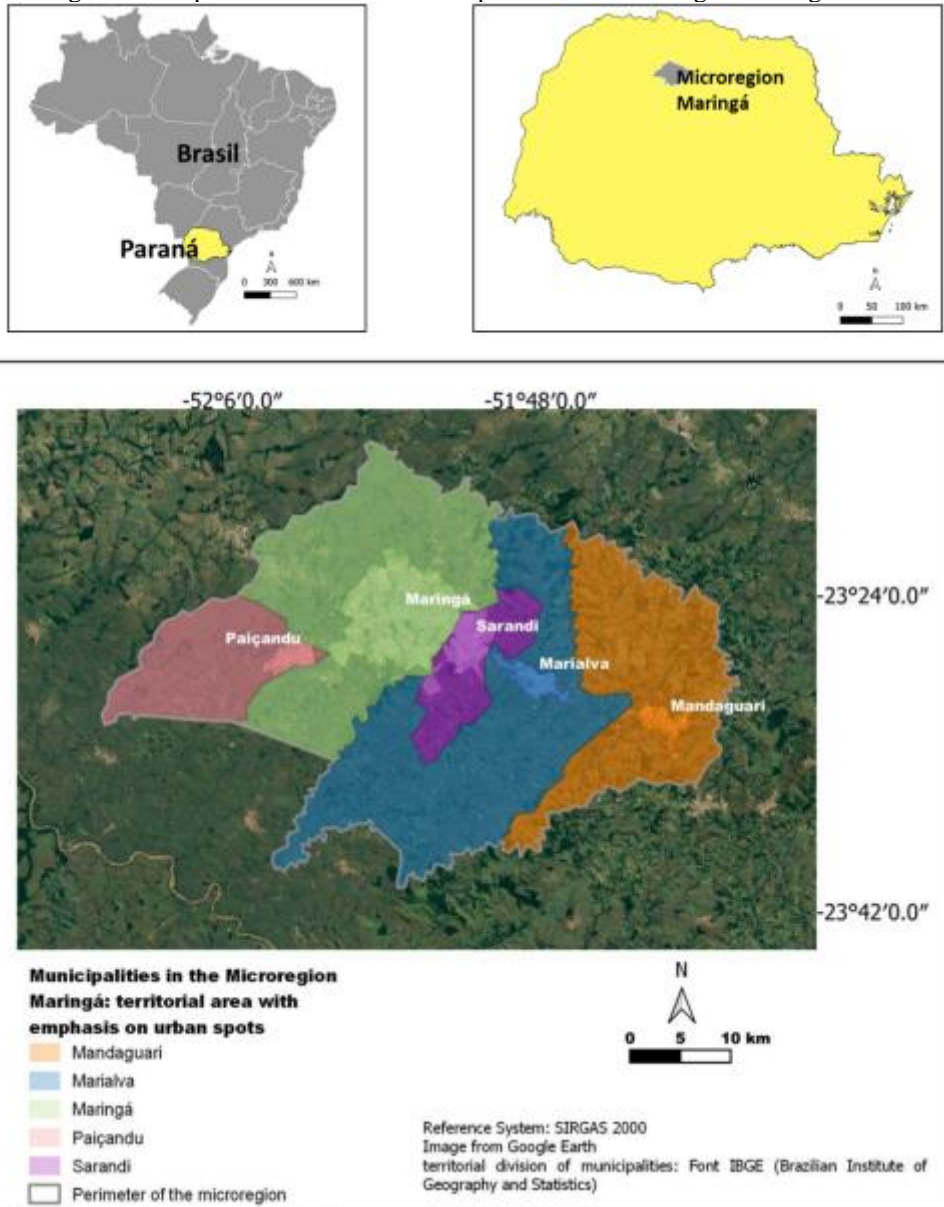 Brasil
Paraná
N
0 300 600 km
Microregion
Maringá
N
0 50 100 km
-52°6'0.0" -51°48'0.0"
Maringá
-23°24'0.0"
Sarandi
Paiçandu
Marialva
Mandaguari
-23°42'0.0"
Municipalities in the Microregion
Maringá: territorial area with
emphasis on urban spots
Mandaguari
Marialva
Maringá
Paiçandu
Sarandi
Perimeter of the microregion
N
0 5 10 km
Reference System: SIRGAS 2000
Image from Google Earth
territorial division of municipalities: Font IBGE (Brazilian Institute of
Geography and Statistics)